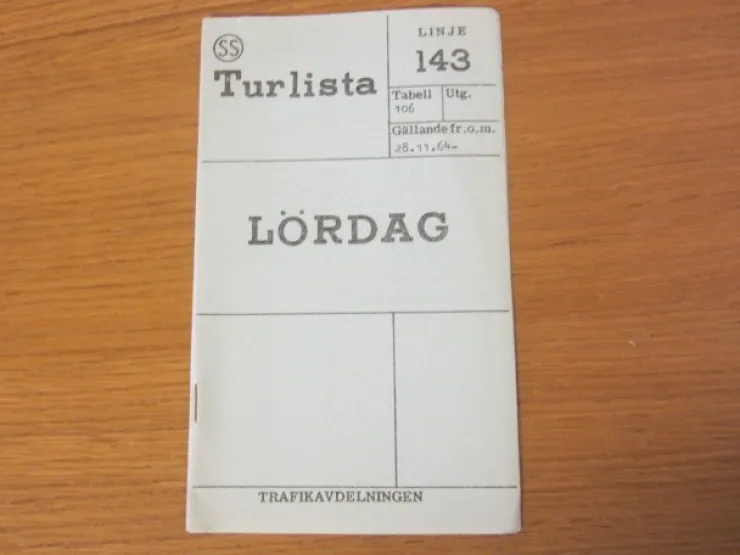 SS
Turlista
LINJE
143
Tabell Utg.
106
Gällande fr.o.m.
28.11.64-
LÖRDAG
TRAFIKAVDELNINGEN